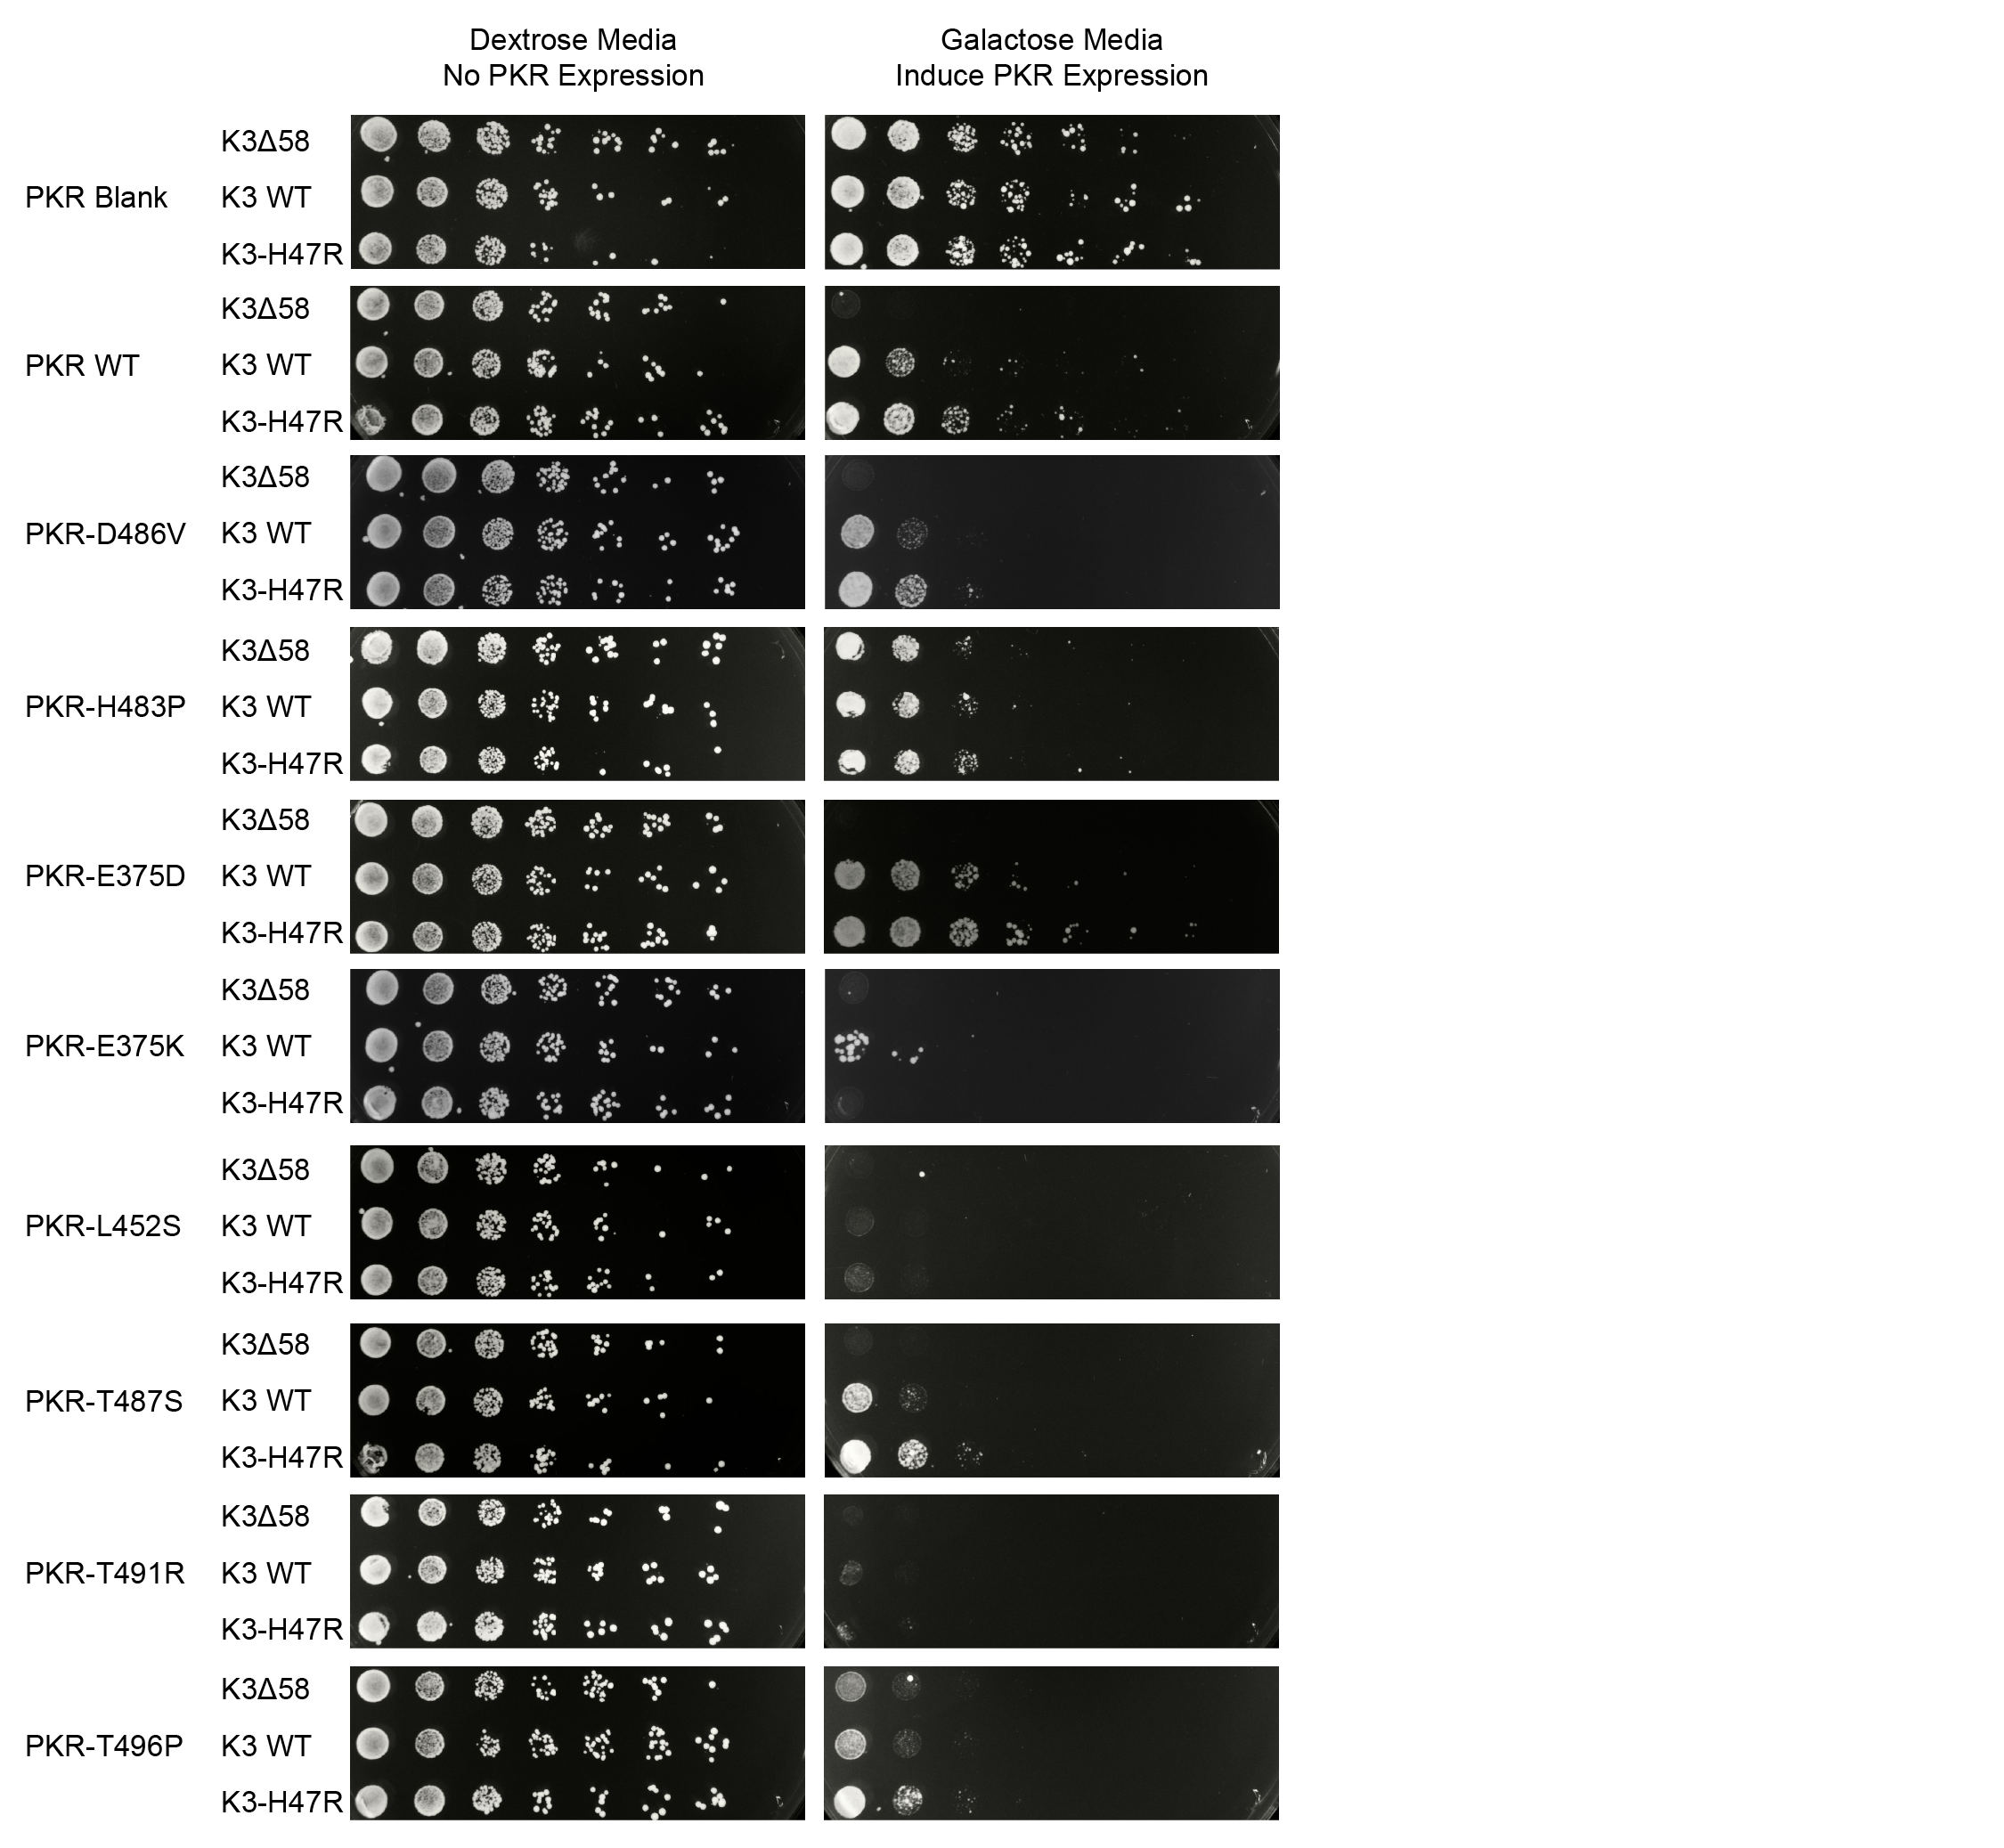 Dextrose Media
No PKR Expression
Galactose Media
Induce PKR Expression
PKR Blank
K3Δ58
K3 WT
K3-H47R
PKR WT
K3Δ58
K3 WT
K3-H47R
PKR-D486V
K3Δ58
K3 WT
K3-H47R
PKR-H483P
K3Δ58
K3 WT
K3-H47R
PKR-E375D
K3Δ58
K3 WT
K3-H47R
PKR-E375K
K3Δ58
K3 WT
K3-H47R
PKR-L452S
K3Δ58
K3 WT
K3-H47R
PKR-T487S
K3Δ58
K3 WT
K3-H47R
PKR-T491R
K3Δ58
K3 WT
K3-H47R
PKR-T496P
K3Δ58
K3 WT
K3-H47R